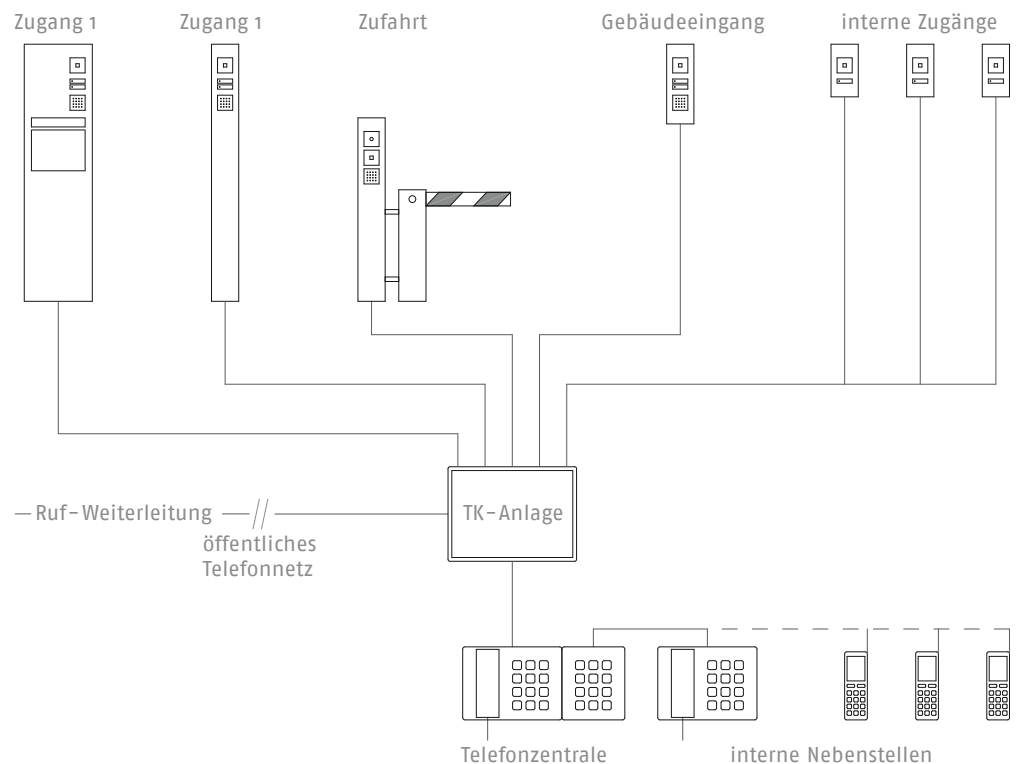 Zugang 1
Zugang 1
Zufahrt
Gebäudeeingang
interne Zugänge
Ruf-Weiterleitung
öffentliches
Telefonnetz
TK-Anlage
Telefonzentrale
interne Nebenstellen